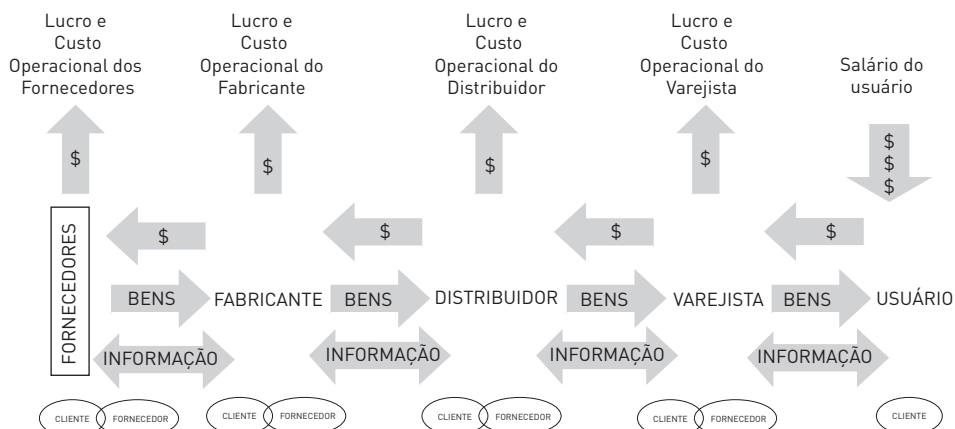 Lucro e
Custo
Operacional dos
Fornecedores
Lucro e
Custo
Operacional do
Fabricante
Lucro e
Custo
Operacional do
Distribuidor
Lucro e
Custo
Operacional do
Varejista
Salário do
usuário
$
$
$
$
$
$
$
$
$
$
$
FORNECEDORES
BENS
FABRICANTE
BENS
DISTRIBUIDOR
BENS
VAREJISTA
BENS
USUÁRIO
INFORMAÇÃO
INFORMAÇÃO
INFORMAÇÃO
INFORMAÇÃO
CLIENTE
FORNECEDOR
CLIENTE
FORNECEDOR
CLIENTE
FORNECEDOR
CLIENTE
FORNECEDOR
CLIENTE